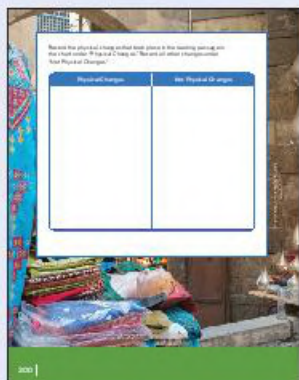 Record the physical changes that took place in the reading passage in
the chart under "Physical Changes." Record all other changes under
"Not Physical Changes."
Physical Changes
Not Physical Changes
200